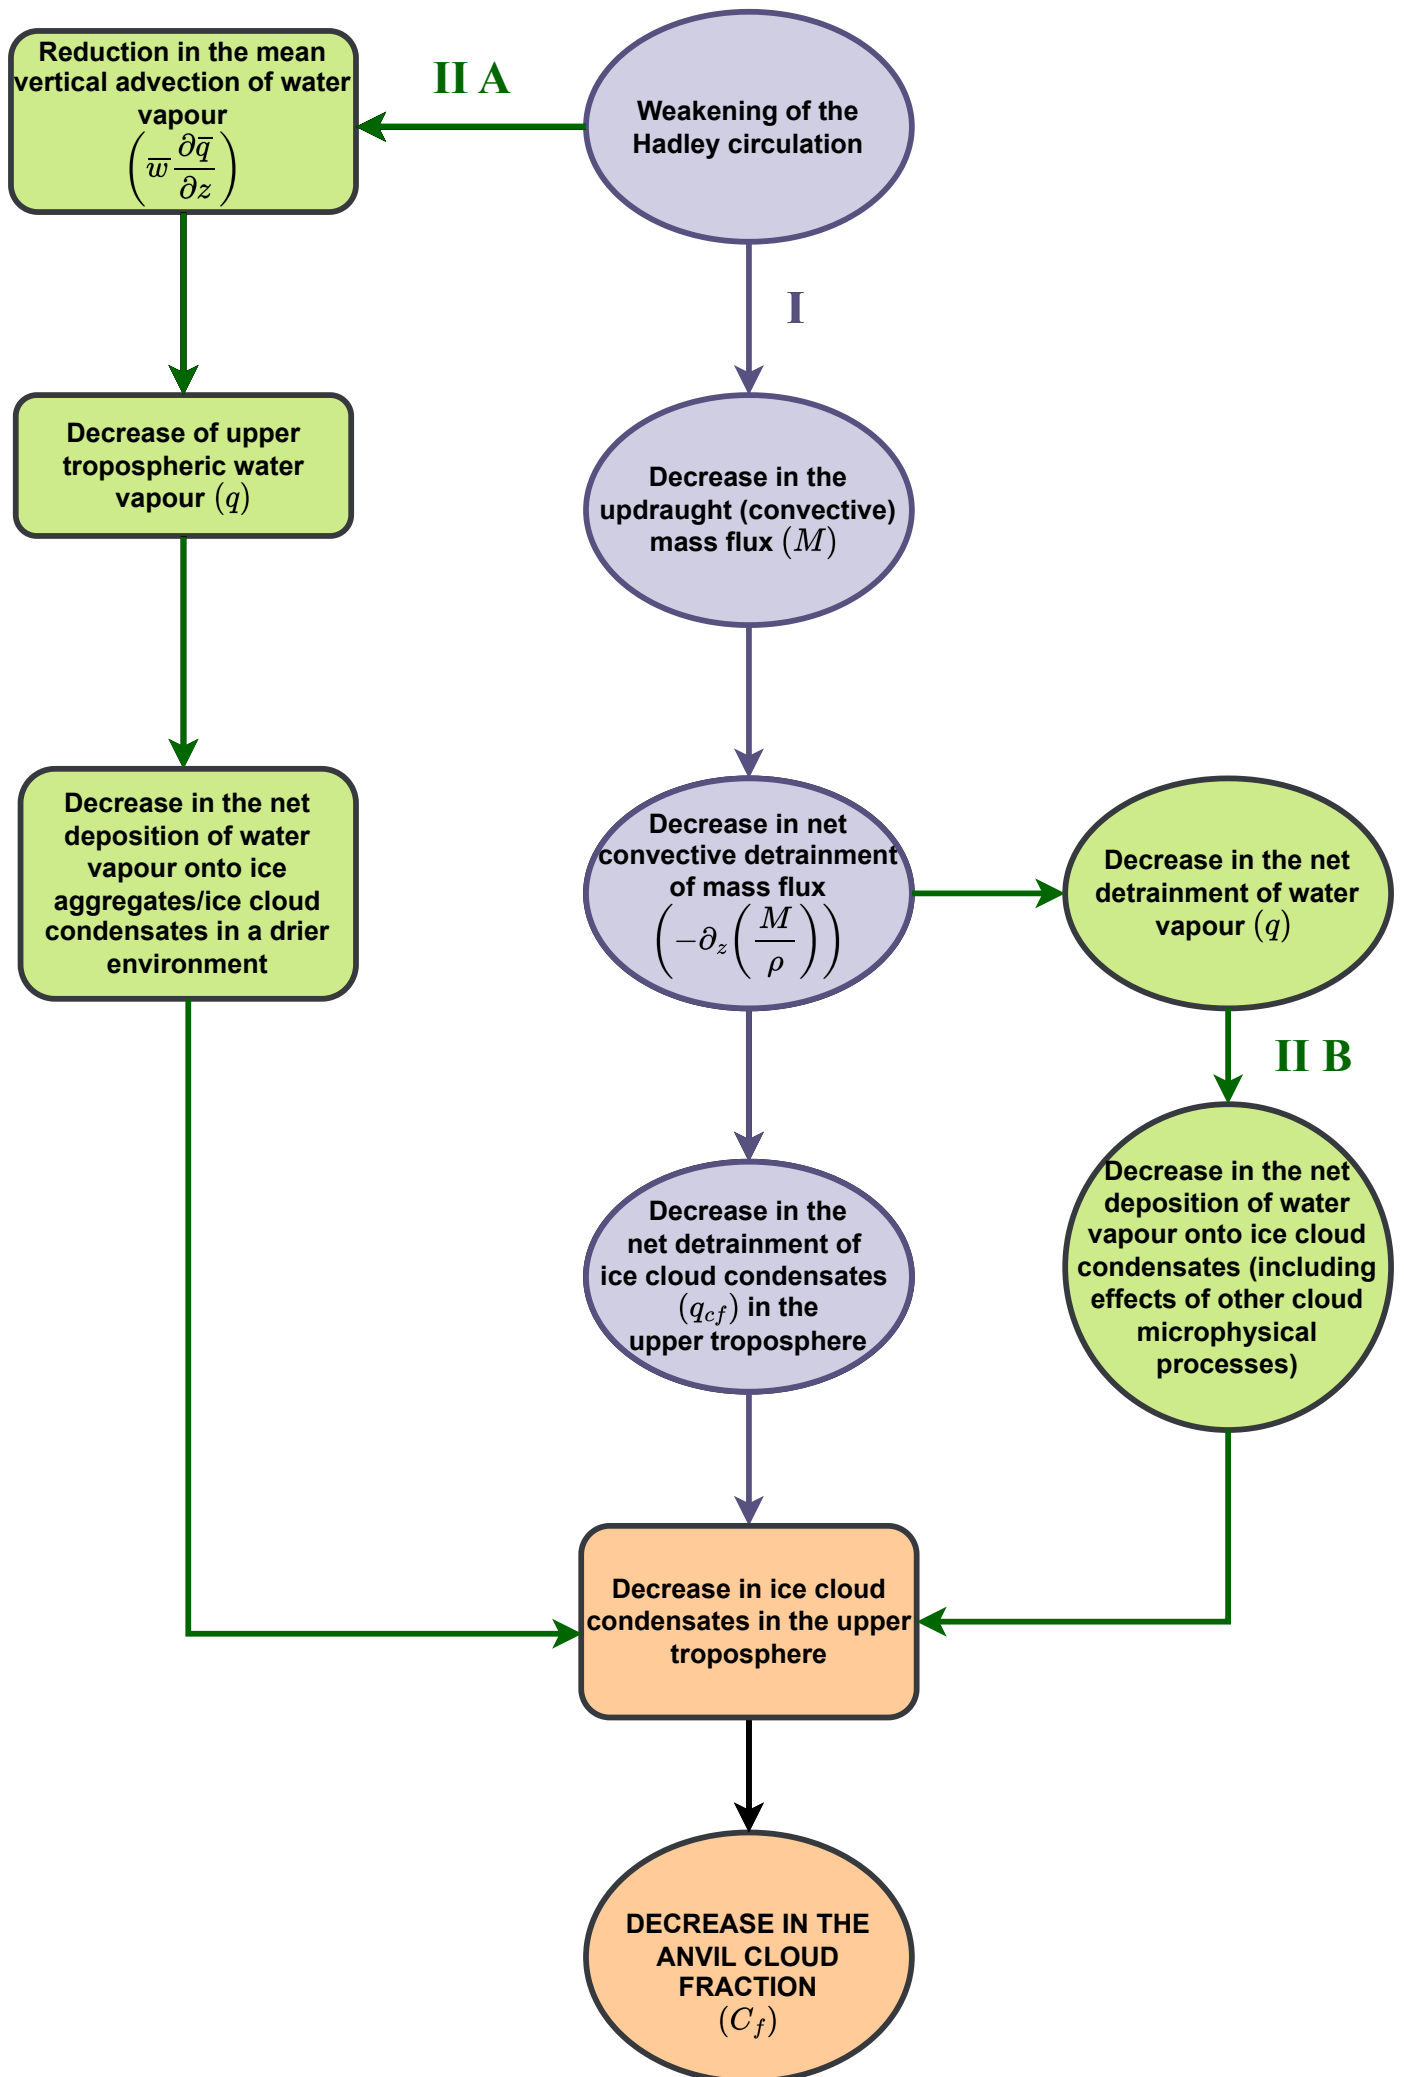 Reduction in the mean
vertical advection of water
vapour
$\left(\overline{w}\frac{\partial \overline{q}}{\partial z}\right)$
II A
Weakening of the
Hadley circulation
I
Decrease of upper
tropospheric water
vapour $(q)$
Decrease in the
updraught (convective)
mass flux $(M)$
Decrease in the net
deposition of water
vapour onto ice
aggregates/ice cloud
condensates in a drier
environment
Decrease in net
convective detrainment
of mass flux
$\left(-\partial_z\left(\frac{M}{\rho}\right)\right)$
Decrease in the net
detrainment of water
vapour $(q)$
II B
Decrease in the
net detrainment of
ice cloud condensates
$(q_{cf})$ in the
upper troposphere
Decrease in the net
deposition of water
vapour onto ice cloud
condensates (including
effects of other cloud
microphysical
processes)
Decrease in ice cloud
condensates in the upper
troposphere
DECREASE IN THE
ANVIL CLOUD
FRACTION
$(C_f)$